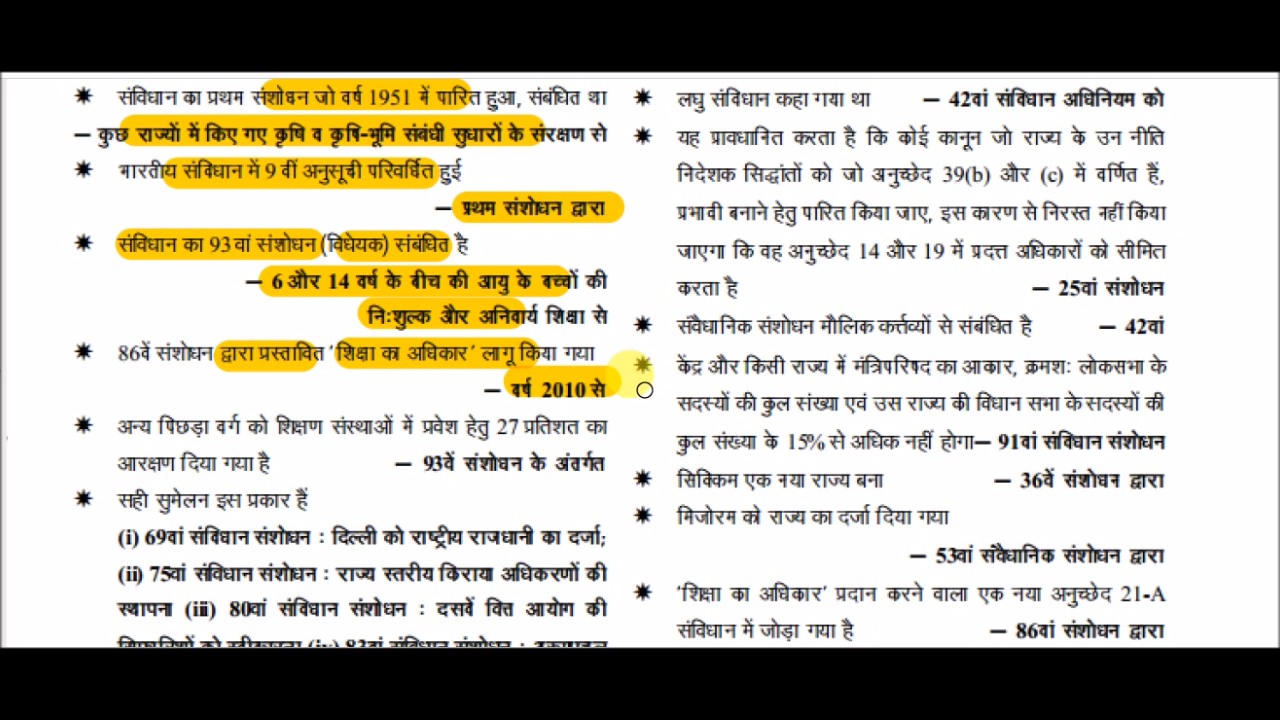 ✷ संविधान का प्रथम संशोधन जो वर्ष 1951 में पारित हुआ, संबंधित था
– कुछ राज्यों में किए गए कृषि व कृषि-भूमि संबंधी सुधारों के संरक्षण से
✷ भारतीय संविधान में 9 वीं अनुसूची परिवर्धित हुई
– प्रथम संशोधन द्वारा
✷ संविधान का 93 वां संशोधन (विधेयक) संबंधित है
– 6 और 14 वर्ष के बीच की आयु के बच्चों की
निःशुल्क और अनिवार्य शिक्षा से
✷ 86वें संशोधन द्वारा प्रस्तावित 'शिक्षा का अधिकार' लागू किया गया
– वर्ष 2010 से
✷ अन्य पिछड़ा वर्ग को शिक्षण संस्थाओं में प्रवेश हेतु 27 प्रतिशत का
आरक्षण दिया गया है – 93वें संशोधन के अंतर्गत
✷ सही सुमेलन इस प्रकार हैं
(i) 69वां संविधान संशोधन : दिल्ली को राष्ट्रीय राजधानी का दर्जा;
(ii) 75वां संविधान संशोधन : राज्य स्तरीय किराया अधिकरणों की
स्थापना (iii) 80वां संविधान संशोधन : दसवें वित्त आयोग की
✷ लघु संविधान कहा गया था – 42वां संविधान अधिनियम को
✷ यह प्रावधानित करता है कि कोई कानून जो राज्य के उन नीति
निदेशक सिद्धांतों को जो अनुच्छेद 39(b) और (c) में वर्णित हैं,
प्रभावी बनाने हेतु पारित किया जाए, इस कारण से निरस्त नहीं किया
जाएगा कि वह अनुच्छेद 14 और 19 में प्रदत्त अधिकारों को सीमित
करता है – 25वां संशोधन
✷ संवैधानिक संशोधन मौलिक कर्त्तव्यों से संबंधित है – 42वां
✷ केंद्र और किसी राज्य में मंत्रिपरिषद का आकार, क्रमशः लोकसभा के
सदस्यों की कुल संख्या एवं उस राज्य की विधान सभा के सदस्यों की
कुल संख्या के 15% से अधिक नहीं होगा– 91वां संविधान संशोधन
✷ सिक्किम एक नया राज्य बना – 36वें संशोधन द्वारा
✷ मिजोरम को राज्य का दर्जा दिया गया
– 53वां संवैधानिक संशोधन द्वारा
✷ 'शिक्षा का अधिकार' प्रदान करने वाला एक नया अनुच्छेद 21-A
संविधान में जोड़ा गया है – 86वां संशोधन द्वारा